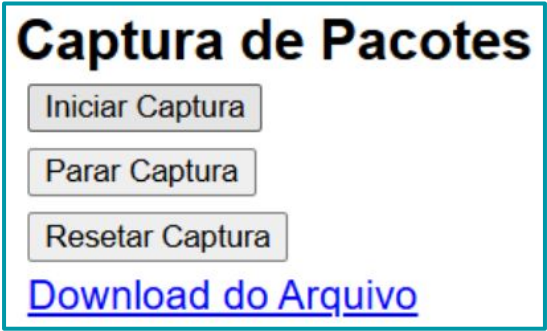 Captura de Pacotes
Iniciar Captura
Parar Captura
Resetar Captura
Download do Arquivo